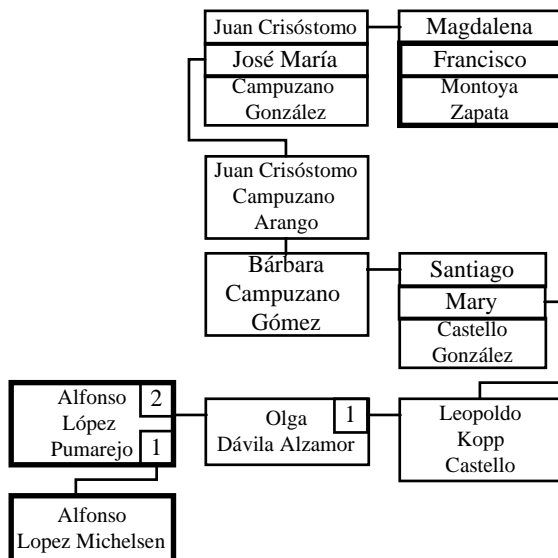 Juan Crisóstomo
Magdalena
José María
Francisco
Campuzano
González
Montoya
Zapata
Juan Crisóstomo
Campuzano
Arango
Bárbara
Campuzano
Gómez
Santiago
Mary
Castello
González
Alfonso
López
Pumarejo
2
1
Olga
Dávila Alzamor
1
Leopoldo
Kopp
Castello
Alfonso
Lopez Michelsen